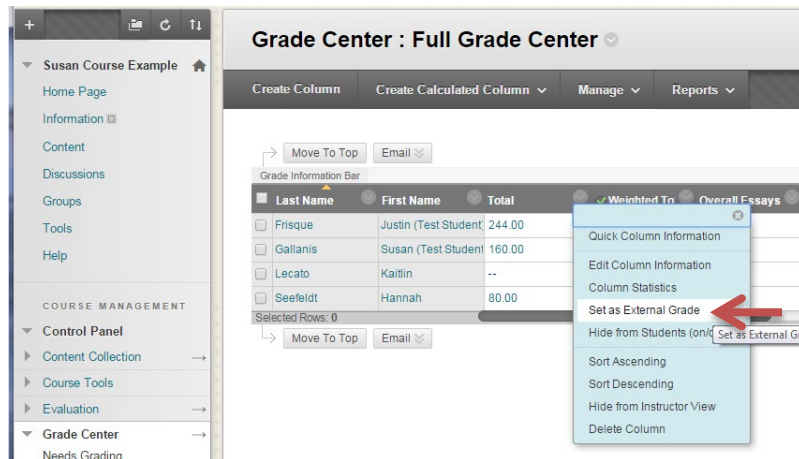 Susan Course Example
Home Page
Information
Content
Discussions
Groups
Tools
Help
COURSE MANAGEMENT
Control Panel
Content Collection
Course Tools
Evaluation
Grade Center
Needs Grading
Grade Center : Full Grade Center
Create Column Create Calculated Column Manage Reports
Move To Top Email
Grade Information Bar
Last Name First Name Total Weighted To Overall Essays
Frisque Justin (Test Student) 244.00
Gallanis Susan (Test Student 160.00
Lecato Kaitlin --
Seefeldt Hannah 80.00
Selected Rows: 0
Move To Top Email
Quick Column Information
Edit Column Information
Column Statistics
Set as External Grade
Hide from Students (on/o
Set as External Gr
Sort Ascending
Sort Descending
Hide from Instructor View
Delete Column